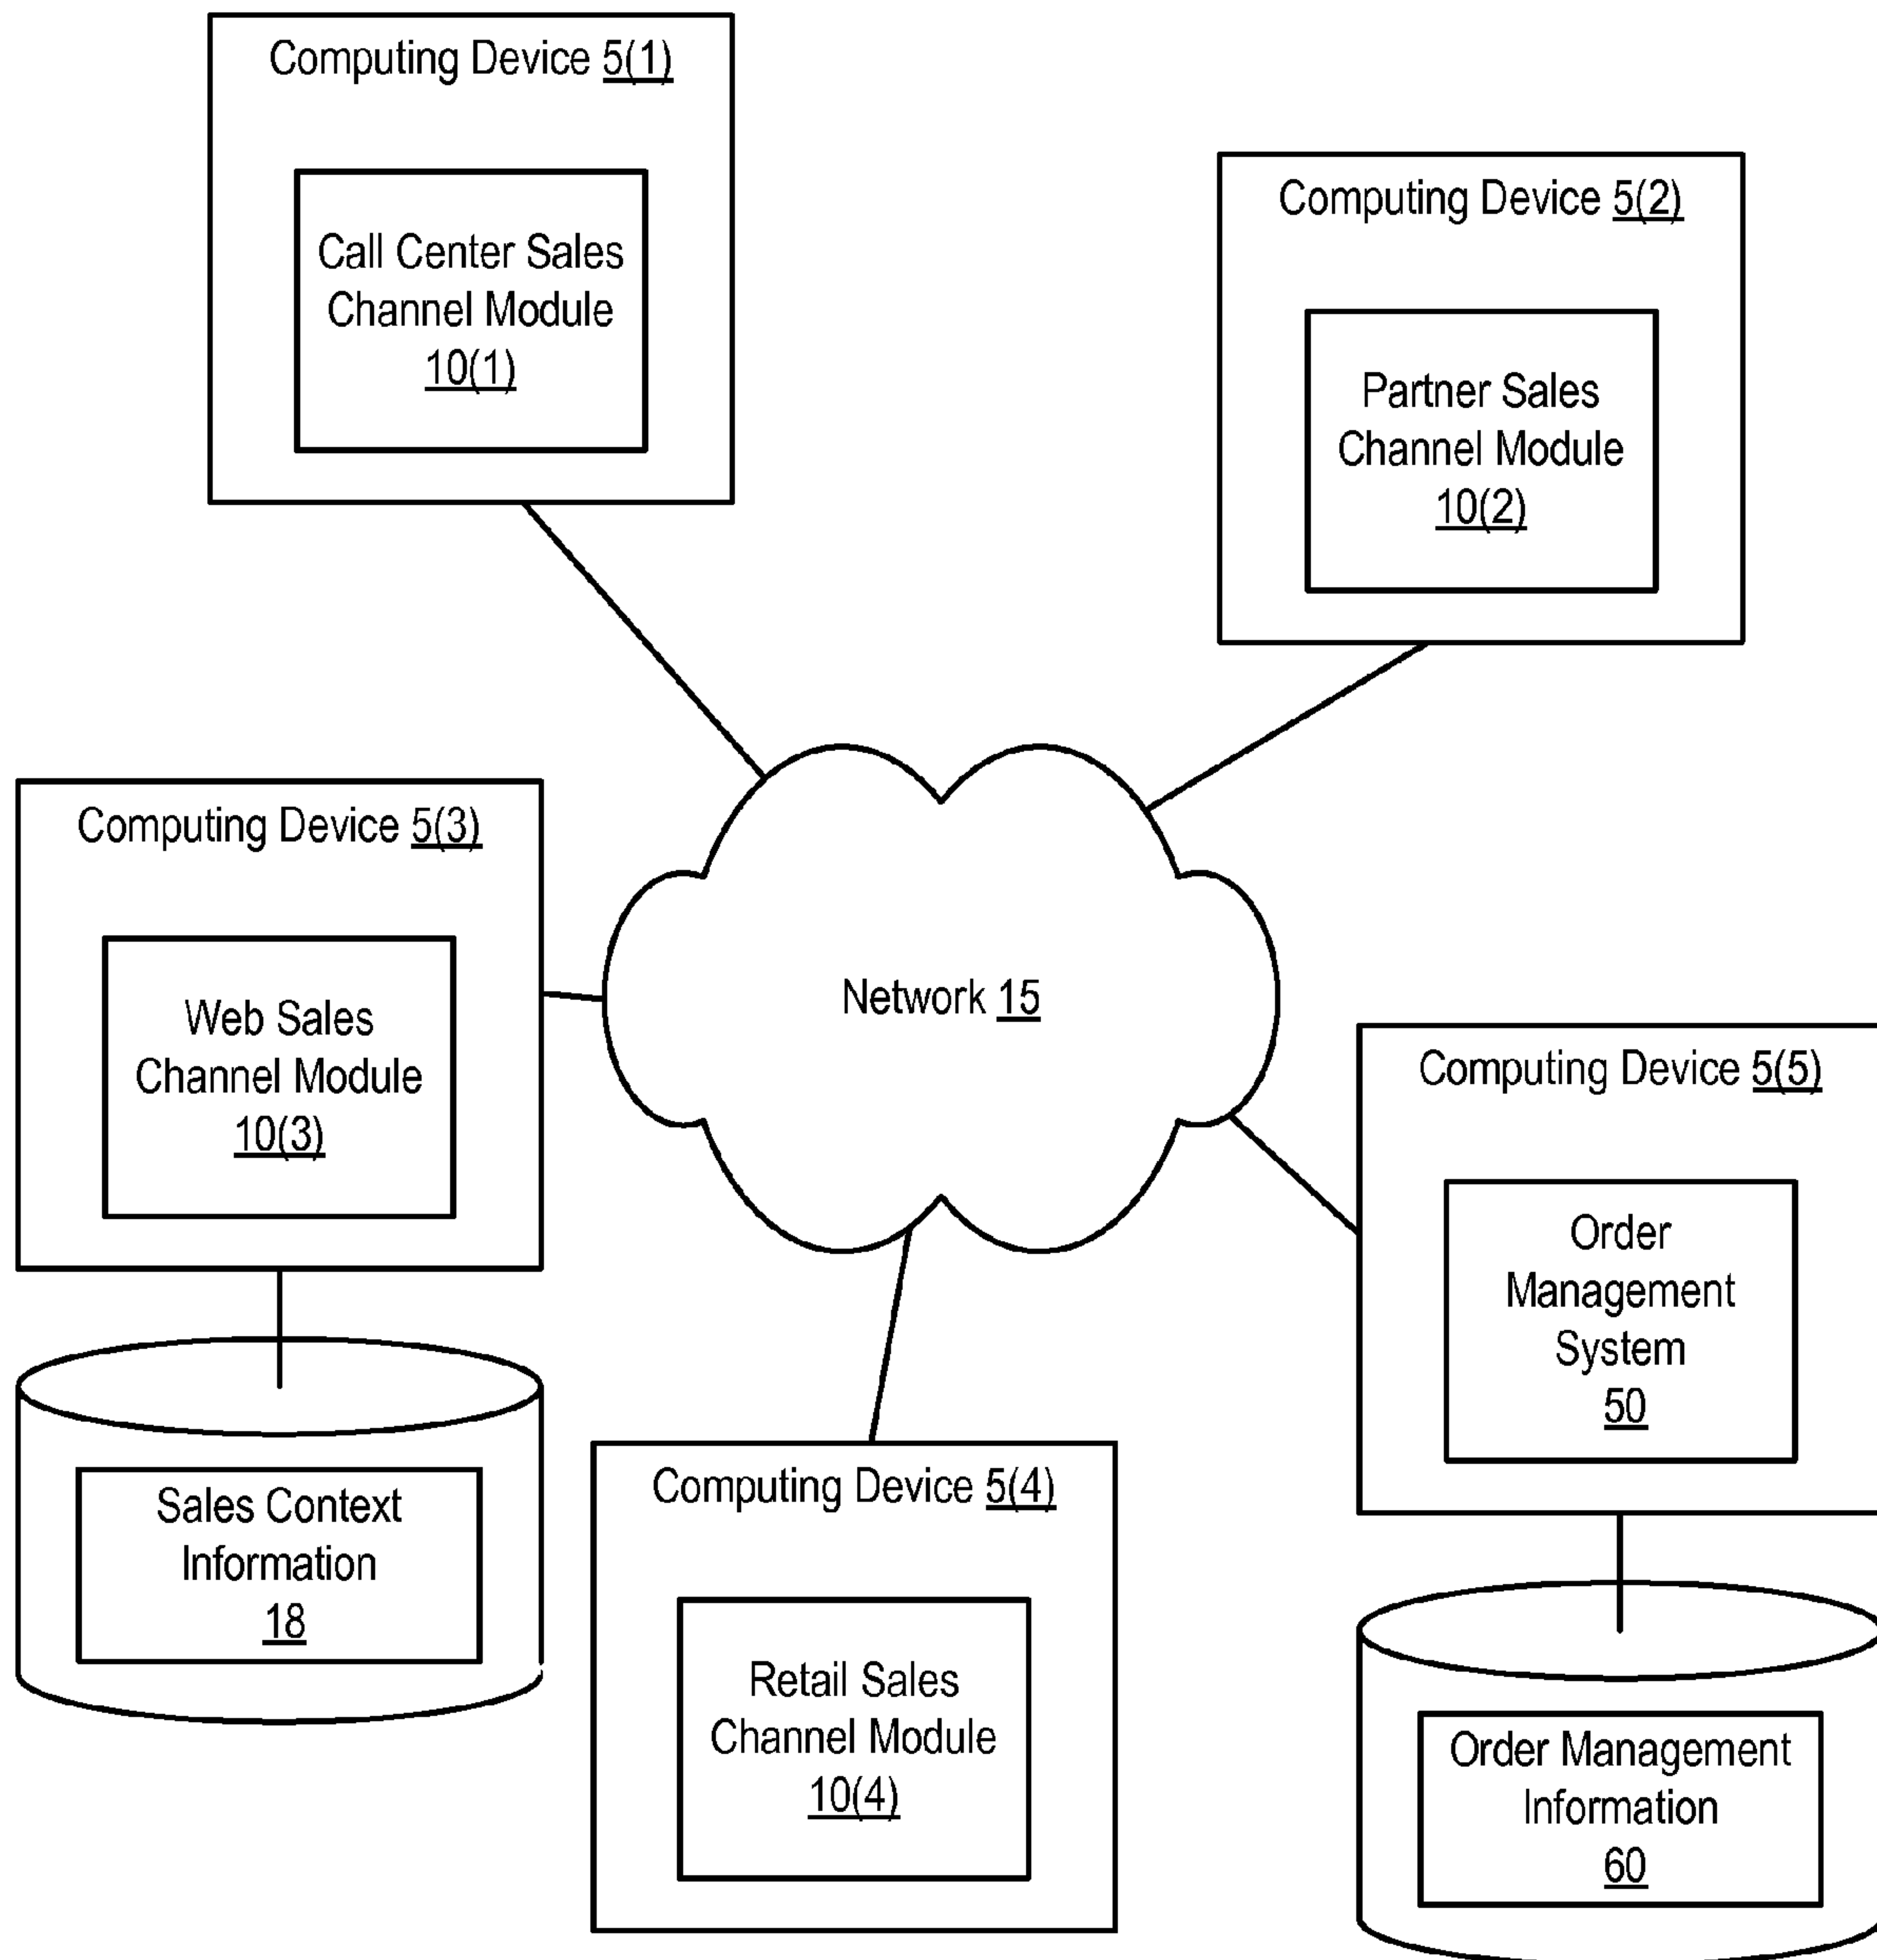 Computing Device 5(1)
Call Center Sales
Channel Module
10(1)
Computing Device 5(2)
Partner Sales
Channel Module
10(2)
Computing Device 5(3)
Web Sales
Channel Module
10(3)
Network 15
Computing Device 5(5)
Order
Management
System
50
Sales Context
Information
18
Computing Device 5(4)
Retail Sales
Channel Module
10(4)
Order Management
Information
60